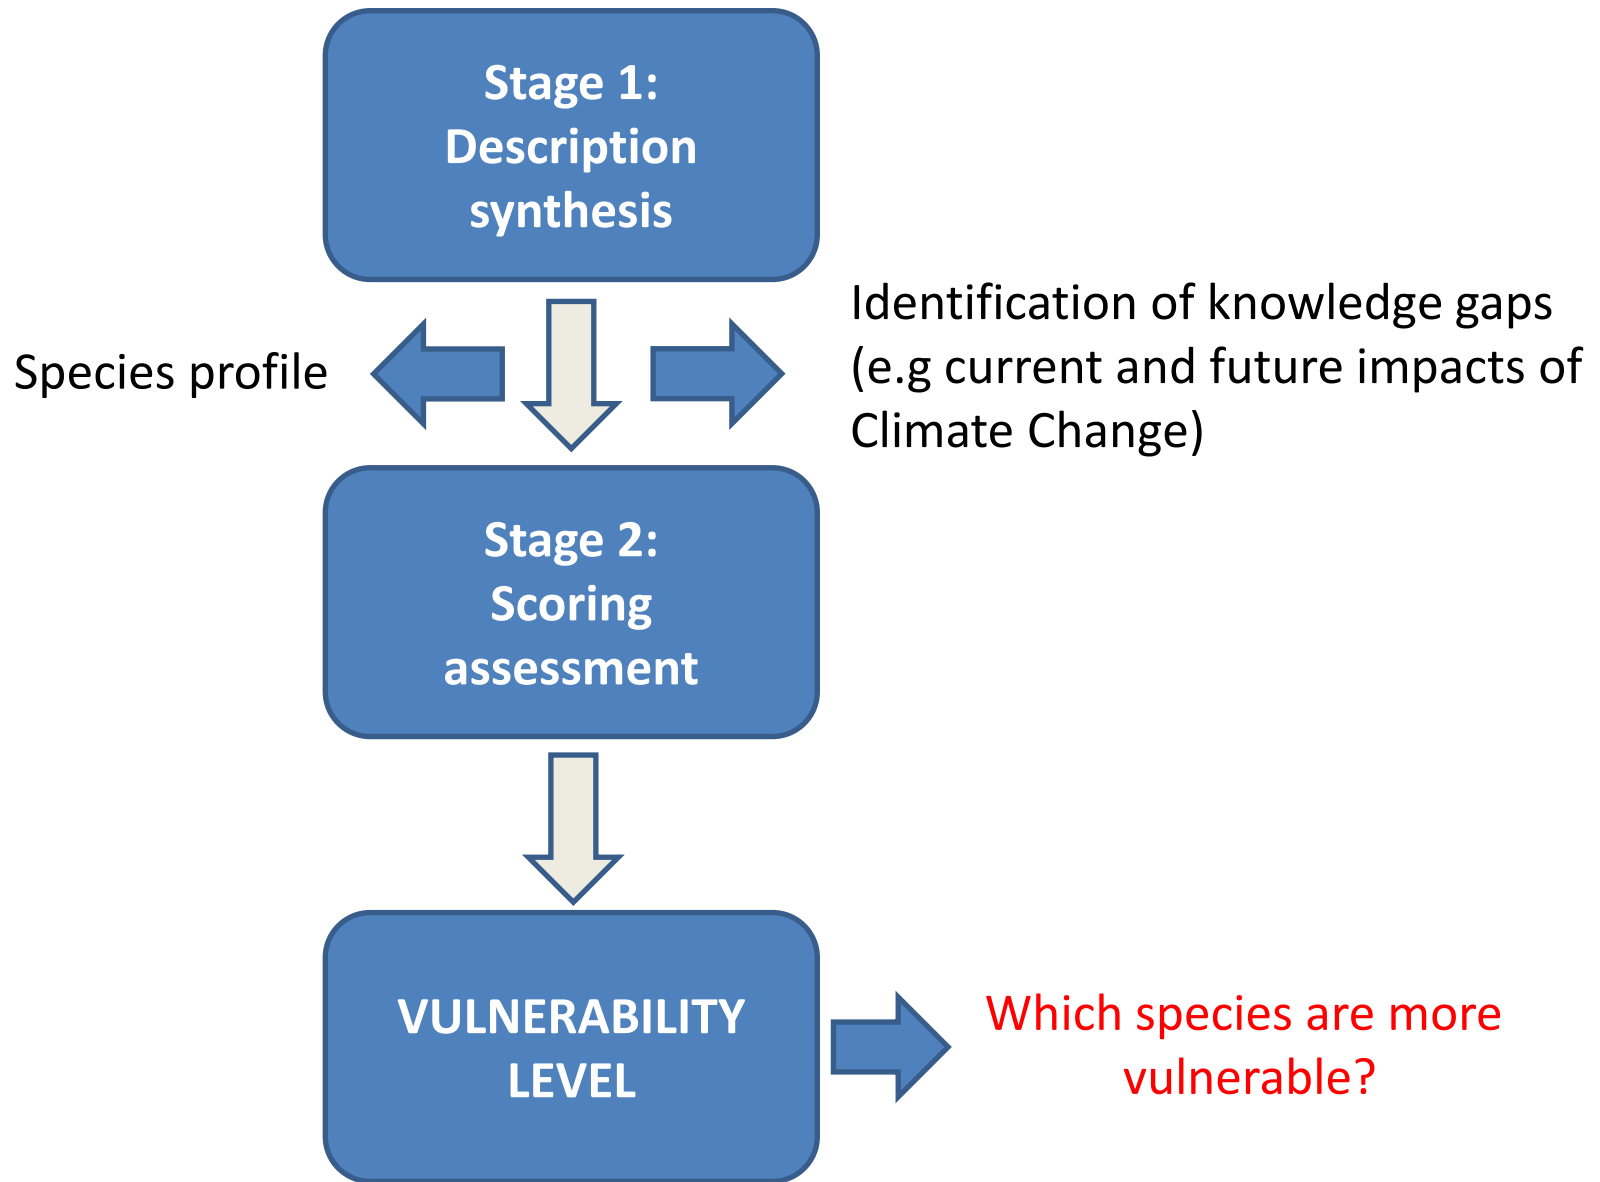 Stage 1:
Description
synthesis
Species profile
Identification of knowledge gaps
(e.g current and future impacts of
Climate Change)
Stage 2:
Scoring
assessment
VULNERABILITY
LEVEL
Which species are more
vulnerable?